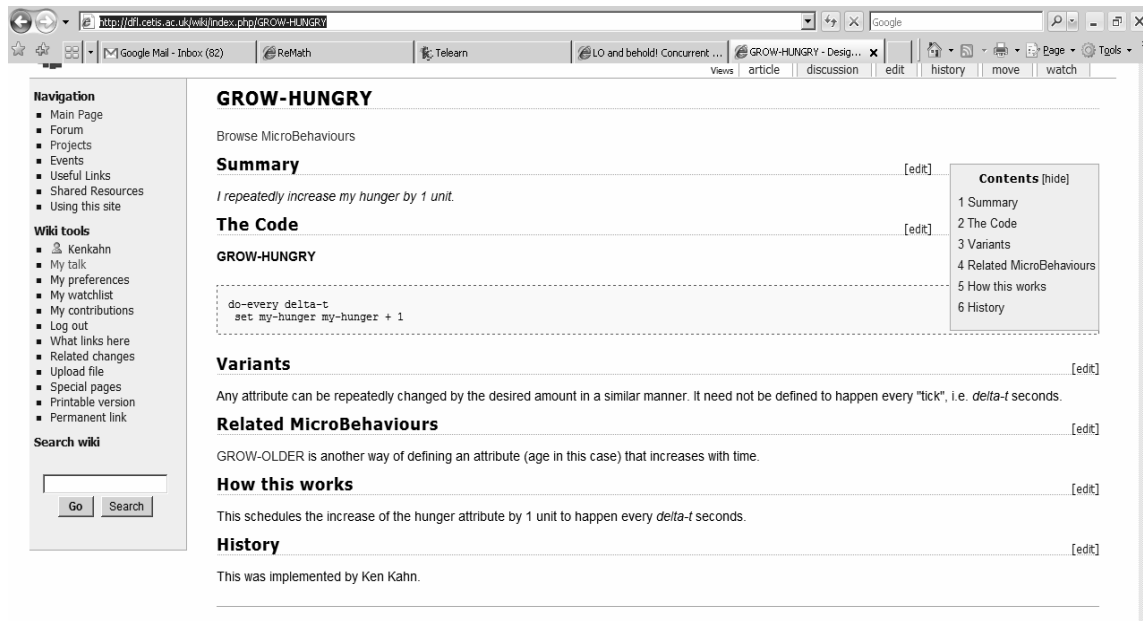 http://dfl.cetis.ac.uk/wiki/index.php/GROW-HUNGRY
Google
Google Mail - Inbox (82)
ReMath
Telearn
LO and behold! Concurrent ...
GROW-HUNGRY - Desig...
Page
Tools
Views
article
discussion
edit
history
move
watch
Navigation
Main Page
Forum
Projects
Events
Useful Links
Shared Resources
Using this site
Wiki tools
Kenkahn
My talk
My preferences
My watchlist
My contributions
Log out
What links here
Related changes
Upload file
Special pages
Printable version
Permanent link
Search wiki
Go
Search
GROW-HUNGRY
Browse MicroBehaviours
Summary
[edit]
I repeatedly increase my hunger by 1 unit.
The Code
[edit]
GROW-HUNGRY
do-every delta-t
set my-hunger my-hunger + 1
Contents [hide]
1 Summary
2 The Code
3 Variants
4 Related MicroBehaviours
5 How this works
6 History
Variants
[edit]
Any attribute can be repeatedly changed by the desired amount in a similar manner. It need not be defined to happen every "tick", i.e. delta-t seconds.
Related MicroBehaviours
[edit]
GROW-OLDER is another way of defining an attribute (age in this case) that increases with time.
How this works
[edit]
This schedules the increase of the hunger attribute by 1 unit to happen every delta-t seconds.
History
[edit]
This was implemented by Ken Kahn.